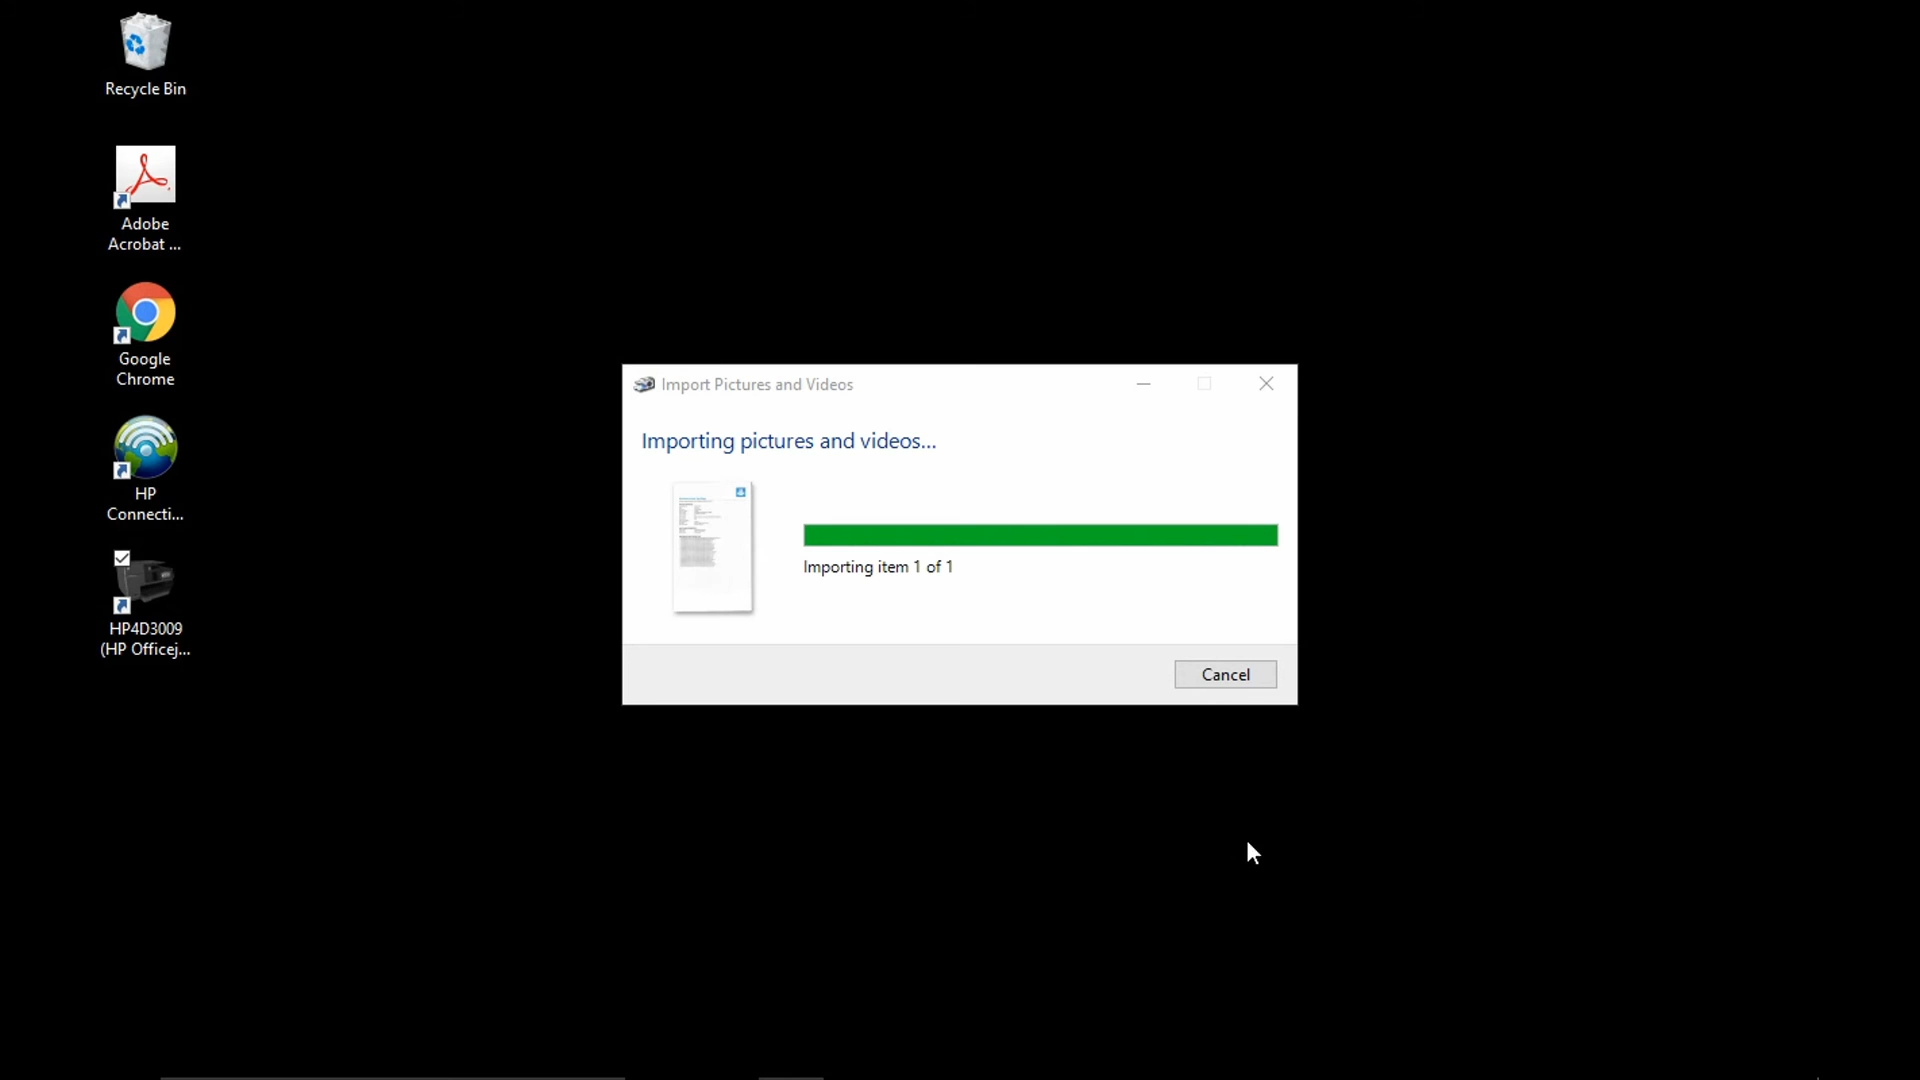 Recycle Bin
Adobe
Acrobat ...
Google
Chrome
HP
Connecti...
HP4D3009
(HP Officej...
Import Pictures and Videos
Importing pictures and videos...
Importing item 1 of 1
Cancel